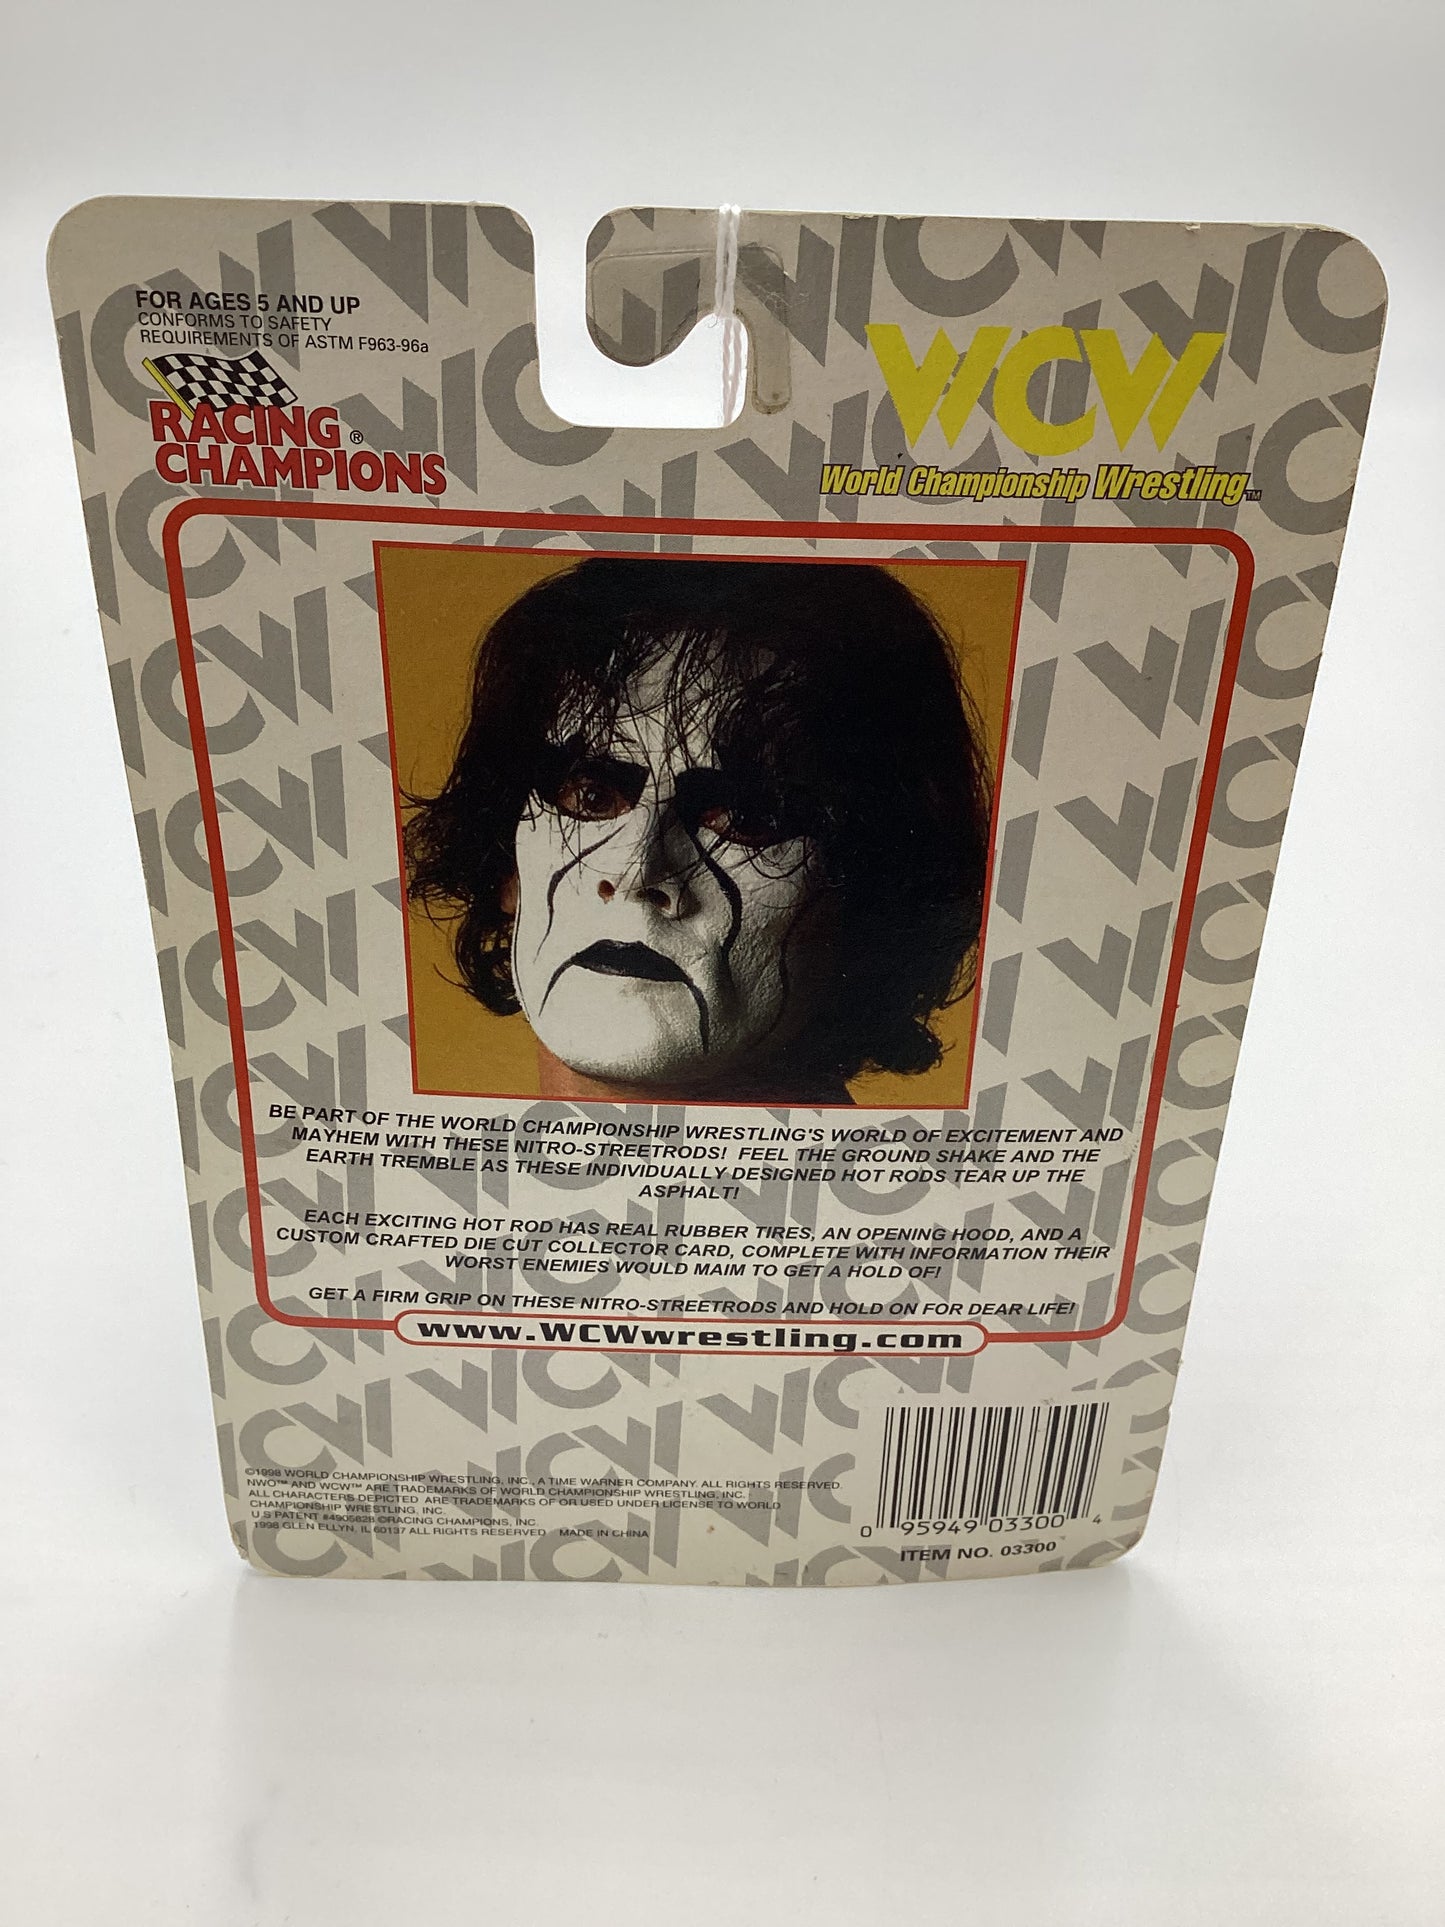 FOR AGES 5 AND UP
CONFORMS TO SAFETY
REQUIREMENTS OF ASTM F963-96a
RACING ®
CHAMPIONS
WCW
World Championship Wrestling™
BE PART OF THE WORLD CHAMPIONSHIP WRESTLING'S WORLD OF EXCITEMENT AND
MAYHEM WITH THESE NITRO-STREETRODS! FEEL THE GROUND SHAKE AND THE
EARTH TREMBLE AS THESE INDIVIDUALLY DESIGNED HOT RODS TEAR UP THE
ASPHALT!
EACH EXCITING HOT ROD HAS REAL RUBBER TIRES, AN OPENING HOOD, AND A
CUSTOM CRAFTED DIE CUT COLLECTOR CARD, COMPLETE WITH INFORMATION THEIR
WORST ENEMIES WOULD MAIM TO GET A HOLD OF!
GET A FIRM GRIP ON THESE NITRO-STREETRODS AND HOLD ON FOR DEAR LIFE!
www.WCWwrestling.com
©1998 WORLD CHAMPIONSHIP WRESTLING, INC., A TIME WARNER COMPANY. ALL RIGHTS RESERVED.
NWO™ AND WCW™ ARE TRADEMARKS OF WORLD CHAMPIONSHIP WRESTLING, INC.
ALL CHARACTERS DEPICTED ARE TRADEMARKS OF OR USED UNDER LICENSE TO WORLD
CHAMPIONSHIP WRESTLING, INC.
U.S PATENT #4905828 ©RACING CHAMPIONS, INC.
1998 GLEN ELLYN, IL 60137 ALL RIGHTS RESERVED MADE IN CHINA
0 95949 03300 4
ITEM NO. 03300